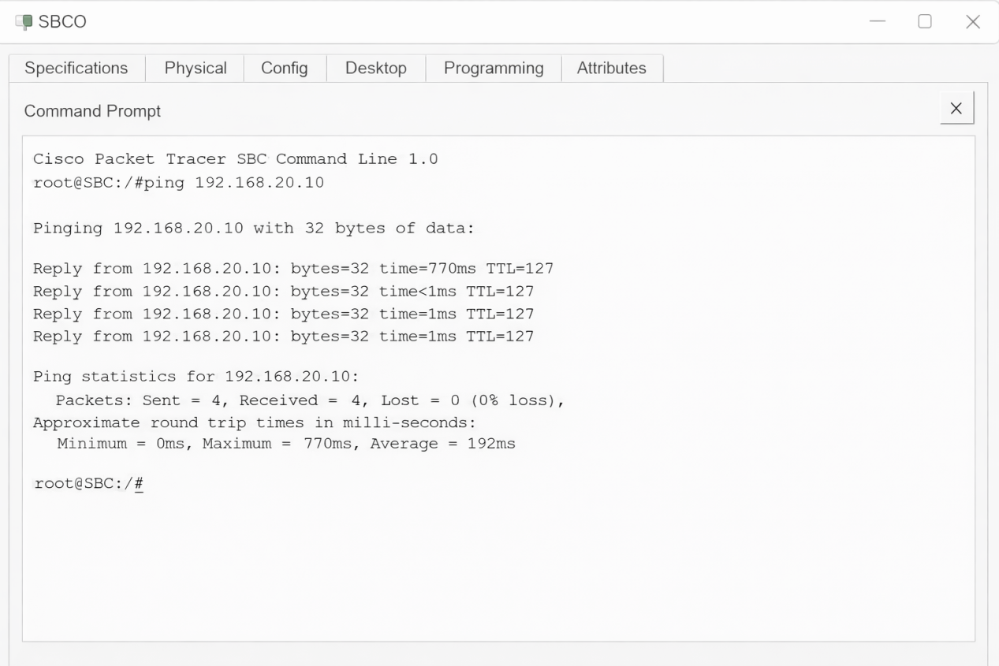 SBCO
Specifications Physical Config Desktop Programming Attributes
Command Prompt
X
Cisco Packet Tracer SBC Command Line 1.0
root@SBC:/#ping 192.168.20.10
Pinging 192.168.20.10 with 32 bytes of data:
Reply from 192.168.20.10: bytes=32 time=770ms TTL=127
Reply from 192.168.20.10: bytes=32 time<1ms TTL=127
Reply from 192.168.20.10: bytes=32 time=1ms TTL=127
Reply from 192.168.20.10: bytes=32 time=1ms TTL=127
Ping statistics for 192.168.20.10:
Packets: Sent = 4, Received = 4, Lost = 0 (0% loss),
Approximate round trip times in milli-seconds:
Minimum = 0ms, Maximum = 770ms, Average = 192ms
root@SBC:/#